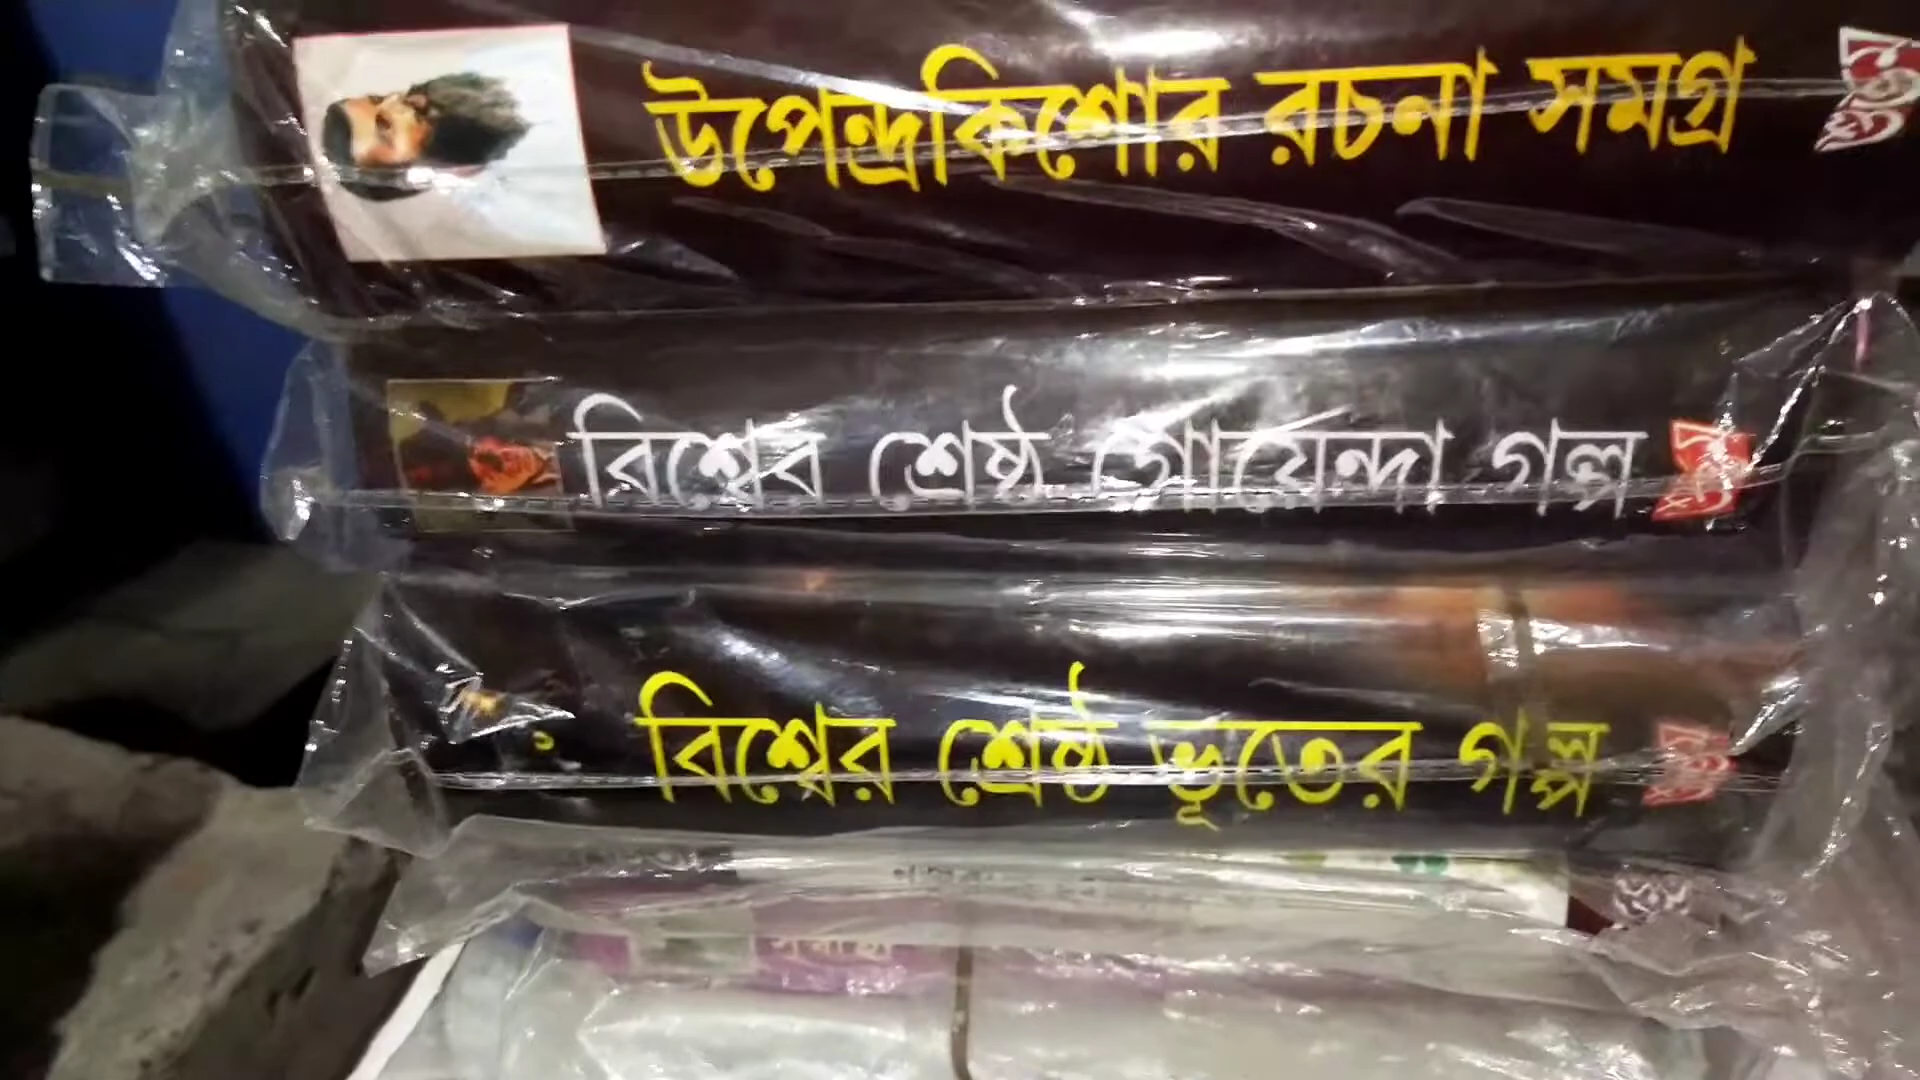 উপেন্দ্রকিশোর রচনা সমগ্র
বিশ্বের শ্রেষ্ঠ গোয়েন্দা গল্প
বিশ্বের শ্রেষ্ঠ ভূতের গল্প